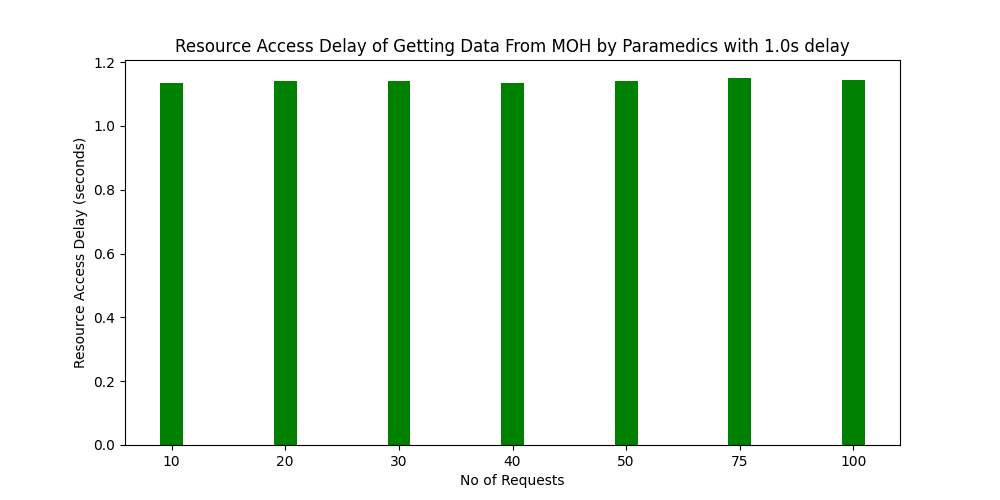 Resource Access Delay of Getting Data From MOH by Paramedics with 1.0s delay
Resource Access Delay (seconds)
1.2
1.0
0.8
0.6
0.4
0.2
0.0
10 20 30 40 50 75 100
No of Requests